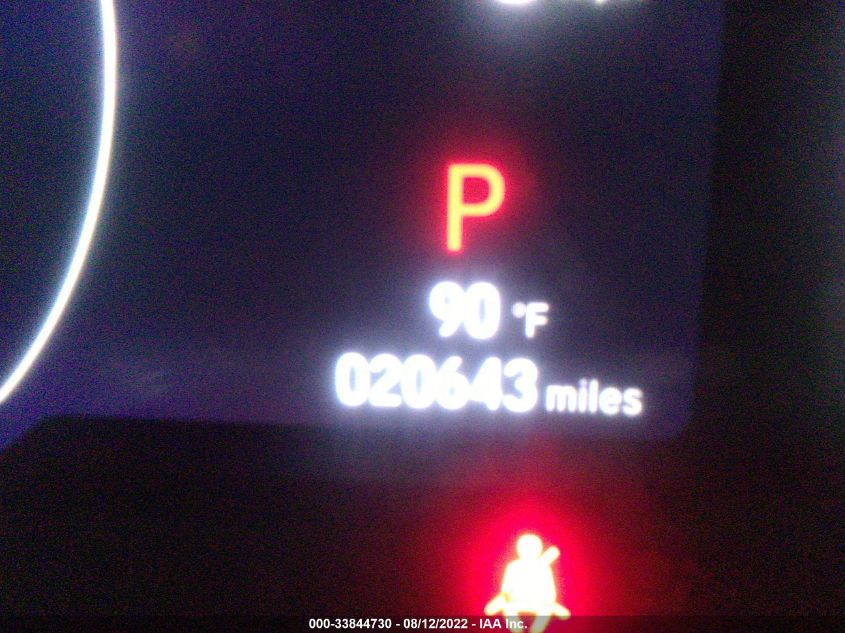 P
90 °F
020643 miles
000-33844730 - 08/12/2022 - IAA Inc.